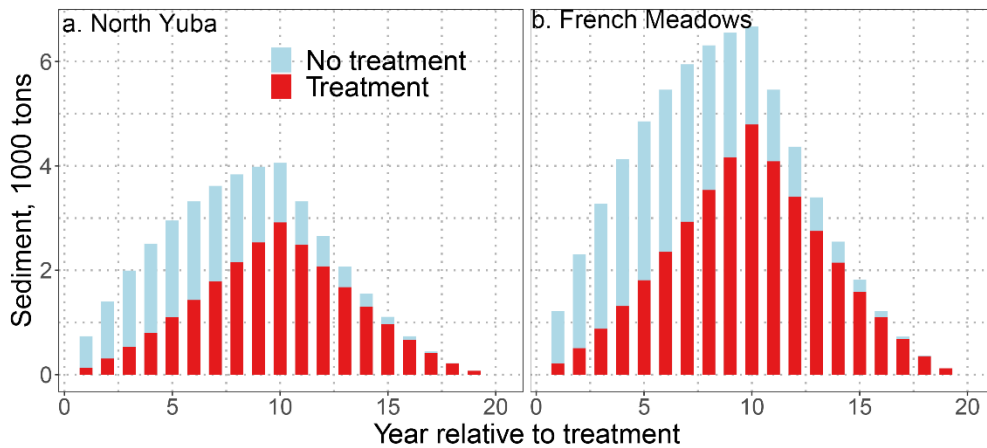 a. North Yuba
b. French Meadows
No treatment
Treatment
Sediment, 1000 tons
6
4
2
0
0 5 10 15 20
0 5 10 15 20
Year relative to treatment